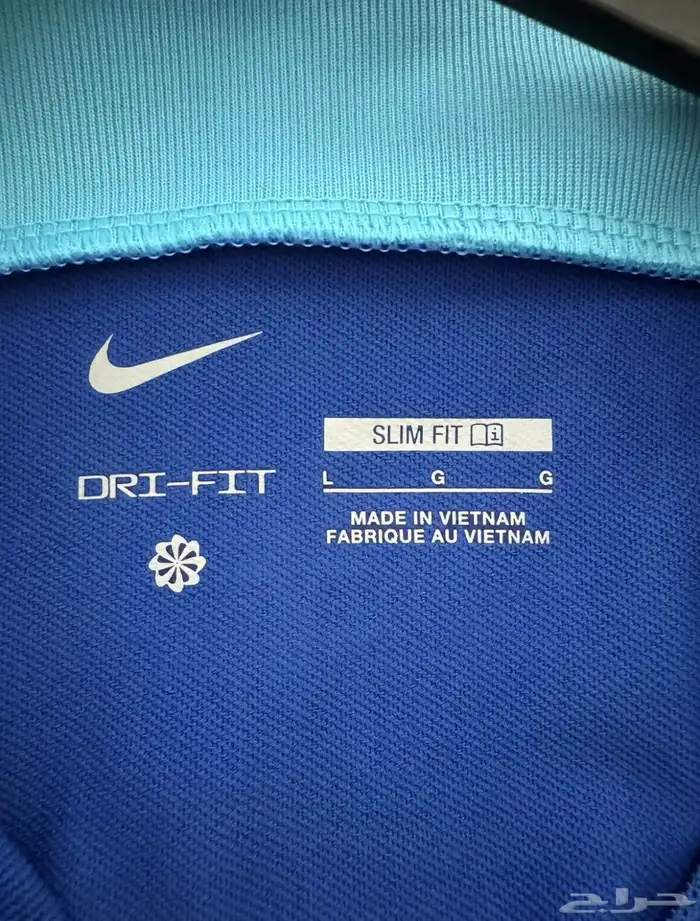 SLIM FIT
DRI-FIT
L G G
MADE IN VIETNAM
FABRIQUE AU VIETNAM
حراج